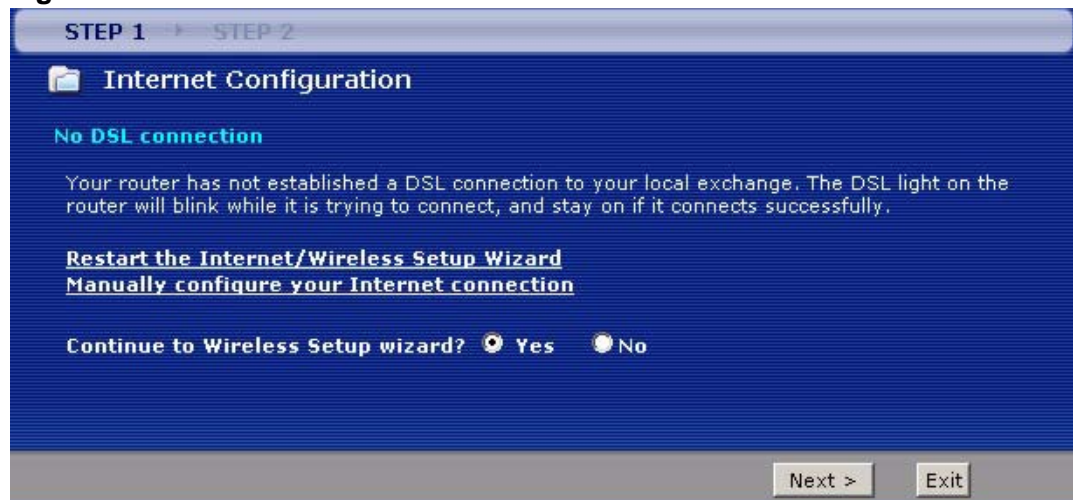 STEP 1 STEP 2
Internet Configuration
No DSL connection
Your router has not established a DSL connection to your local exchange. The DSL light on the
router will blink while it is trying to connect, and stay on if it connects successfully.
Restart the Internet/Wireless Setup Wizard
Manually configure your Internet connection
Continue to Wireless Setup wizard? Yes No
Next > Exit